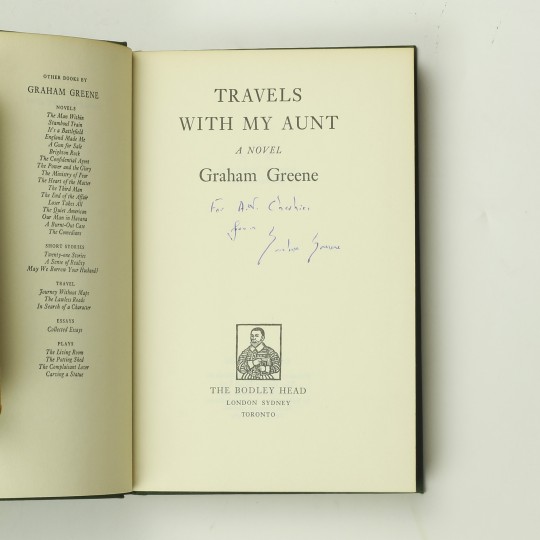 OTHER BOOKS BY
GRAHAM GREENE
NOVELS
The Man Within
Stamboul Train
It's a Battlefield
England Made Me
A Gun for Sale
Brighton Rock
The Confidential Agent
The Power and the Glory
The Ministry of Fear
The Heart of the Matter
The Third Man
The End of the Affair
Loser Takes All
The Quiet American
Our Man in Havana
A Burnt-Out Case
The Comedians
SHORT STORIES
Twenty-one Stories
A Sense of Reality
May We Borrow Your Husband?
TRAVEL
Journey Without Maps
The Lawless Roads
In Search of a Character
ESSAYS
Collected Essays
PLAYS
The Living Room
The Potting Shed
The Complaisant Lover
Carving a Statue
TRAVELS
WITH MY AUNT
A NOVEL
Graham Greene
For A.W.
from
Graham Greene
THE BODLEY HEAD
LONDON SYDNEY
TORONTO